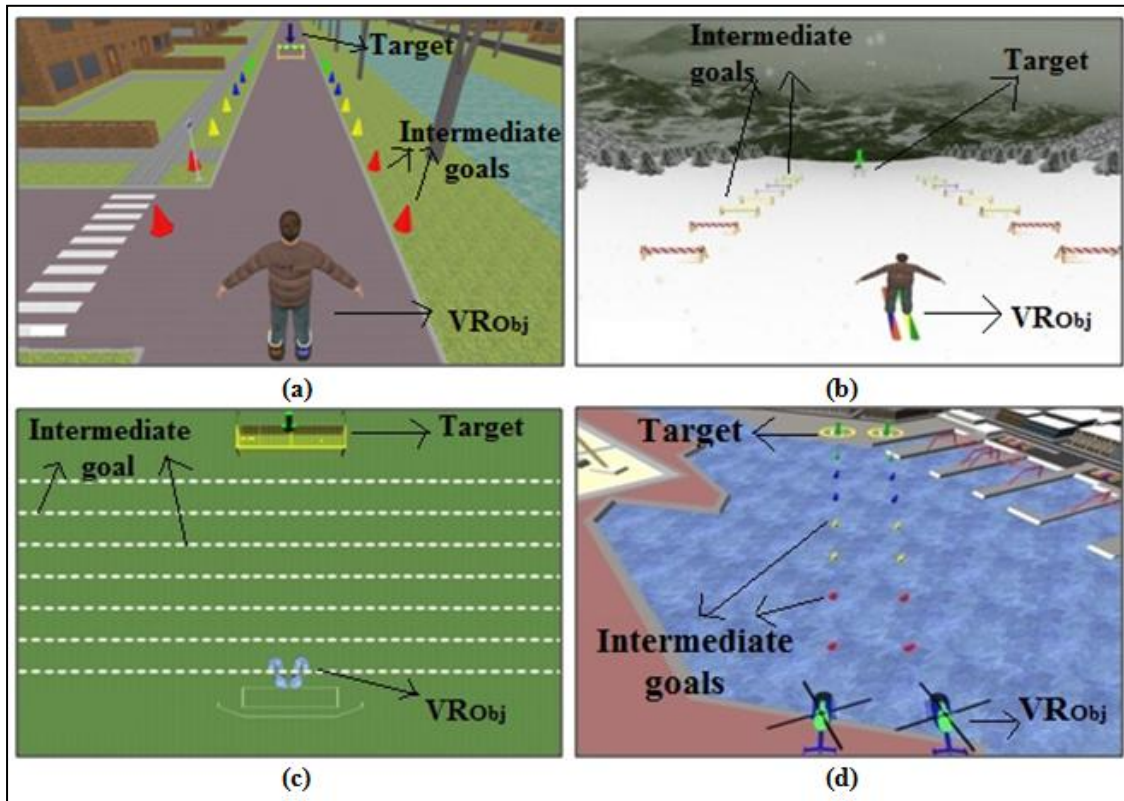 Target
Intermediate
goals
VRObj
(a)
Intermediate
goals
Target
VRObj
(b)
Intermediate
goal
Target
VRObj
(c)
Target
Intermediate
goals
VRObj
(d)